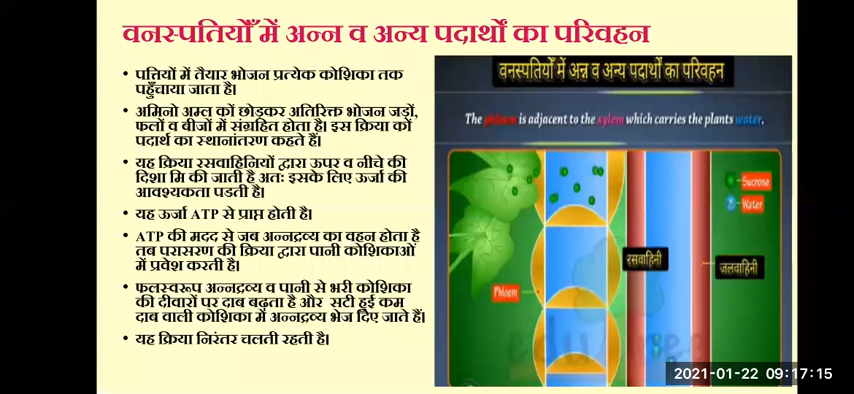 वनस्पतियोँ में अन्न व अन्य पदार्थों का परिवहन
• पत्तियों में तैयार भोजन प्रत्येक कोशिका तक
पहुँचाया जाता है।
• अमिनो अम्ल कों छोड़कर अतिरिक्त भोजन जड़ों,
फलों व बीजों में संग्रहित होता है। इस क्रिया कों
पदार्थ का स्थानांतरण कहते हैं।
• यह क्रिया रसवाहिनियों द्वारा ऊपर व नीचे की
दिशा मि की जाती है अतः इसके लिए ऊर्जा की
आवश्यकता पडती है।
• यह ऊर्जा ATP से प्राप्त होती है।
• ATP की मदद से जब अन्नद्रव्य का वहन होता है
तब परासरण की क्रिया द्वारा पानी कोशिकाओं
में प्रवेश करती है।
• फलस्वरूप अन्नद्रव्य व पानी से भरी कोशिका
की दीवारों पर दाब बढ़ता है और सटी हुई कम
दाब वाली कोशिका में अन्नद्रव्य भेज दिए जाते हैं।
• यह क्रिया निरंतर चलती रहती है।
वनस्पतियोँ में अन्न व अन्य पदार्थों का परिवहन
The phloem is adjacent to the xylem which carries the plants water.
Sucrose
Water
रसवाहिनी
जलवाहिनी
Phloem
2021-01-22 09:17:15